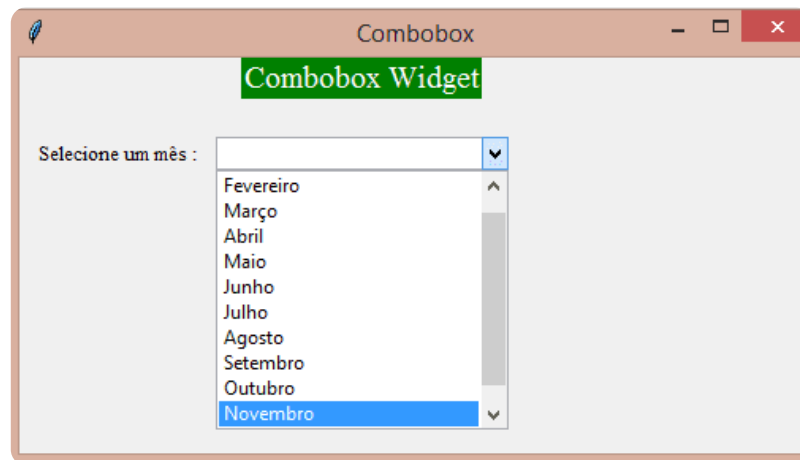 Combobox
Combobox Widget
Selecione um mês :
Fevereiro
Março
Abril
Maio
Junho
Julho
Agosto
Setembro
Outubro
Novembro